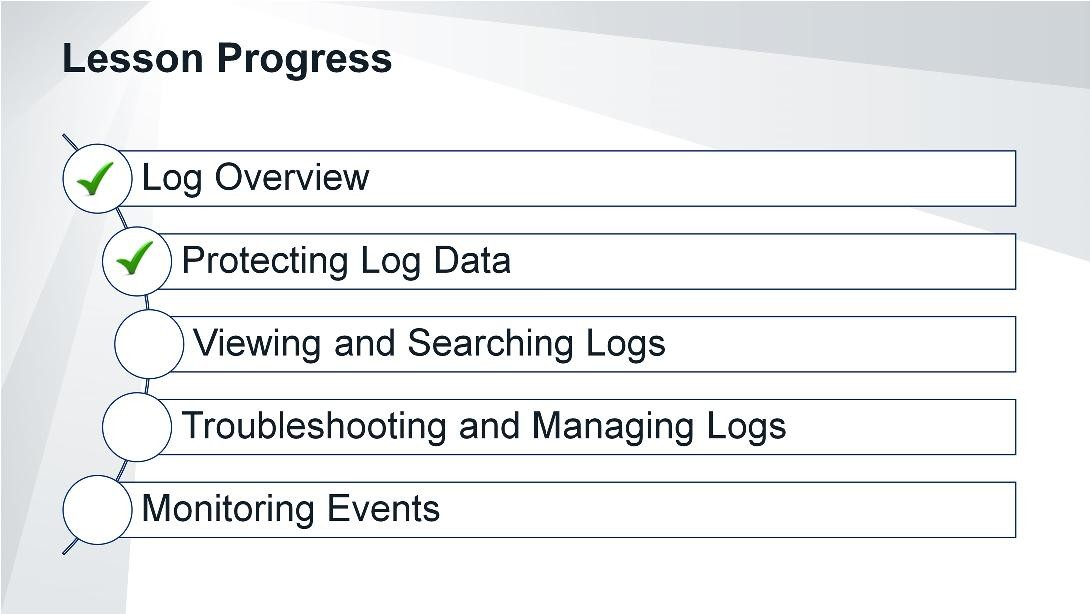 Lesson Progress
Log Overview
Protecting Log Data
Viewing and Searching Logs
Troubleshooting and Managing Logs
Monitoring Events